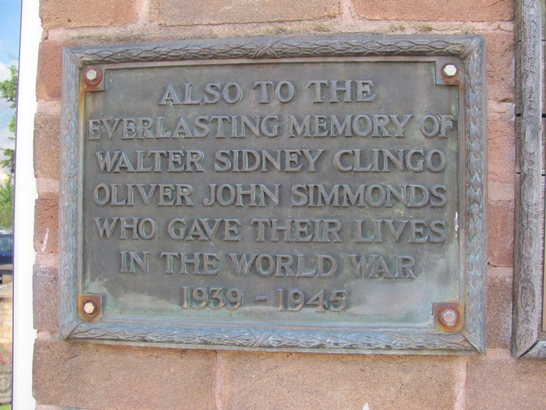 ALSO TO THE
EVERLASTING MEMORY OF
WALTER SIDNEY CLINGO
OLIVER JOHN SIMMONDS
WHO GAVE THEIR LIVES
IN THE WORLD WAR
1939 - 1945